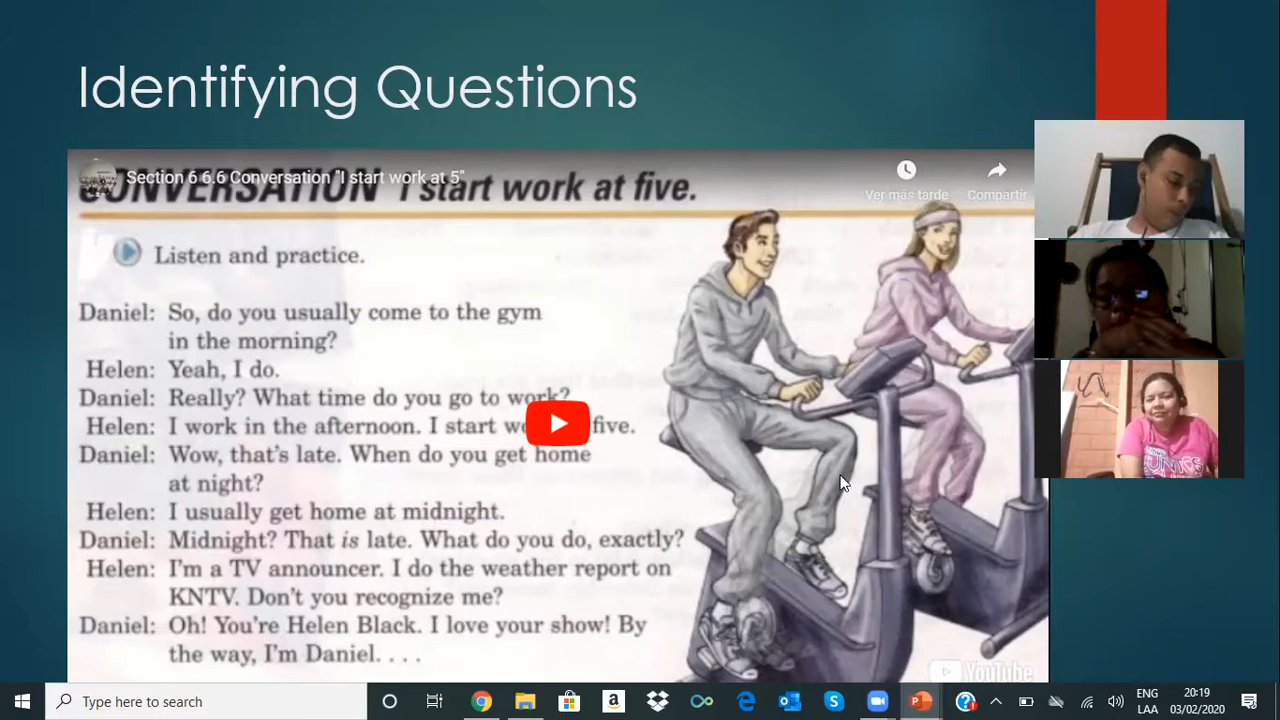 Identifying Questions
CONVERSATION I start work at five.
Section 6 6.6 Conversation "I start work at 5"
Ver más tarde
Compartir
Listen and practice.
Daniel: So, do you usually come to the gym
in the morning?
Helen: Yeah, I do.
Daniel: Really? What time do you go to work?
Helen: I work in the afternoon. I start five.
Daniel: Wow, that's late. When do you get home
at night?
Helen: I usually get home at midnight.
Daniel: Midnight? That is late. What do you do, exactly?
Helen: I'm a TV announcer. I do the weather report on
KNTV. Don't you recognize me?
Daniel: Oh! You're Helen Black. I love your show! By
the way, I'm Daniel. . . .
YouTube
Type here to search
ENG
LAA
20:19
03/02/2020